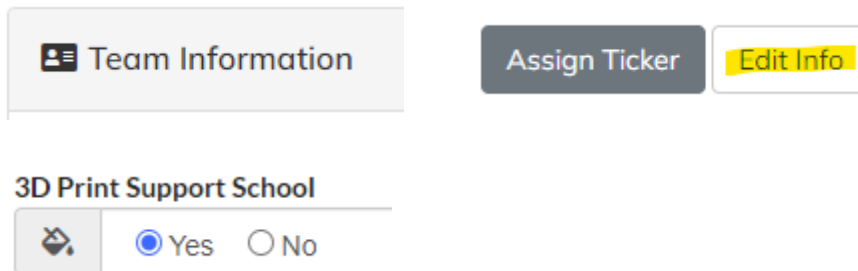 Team Information
Assign Ticker Edit Info
3D Print Support School
Yes No